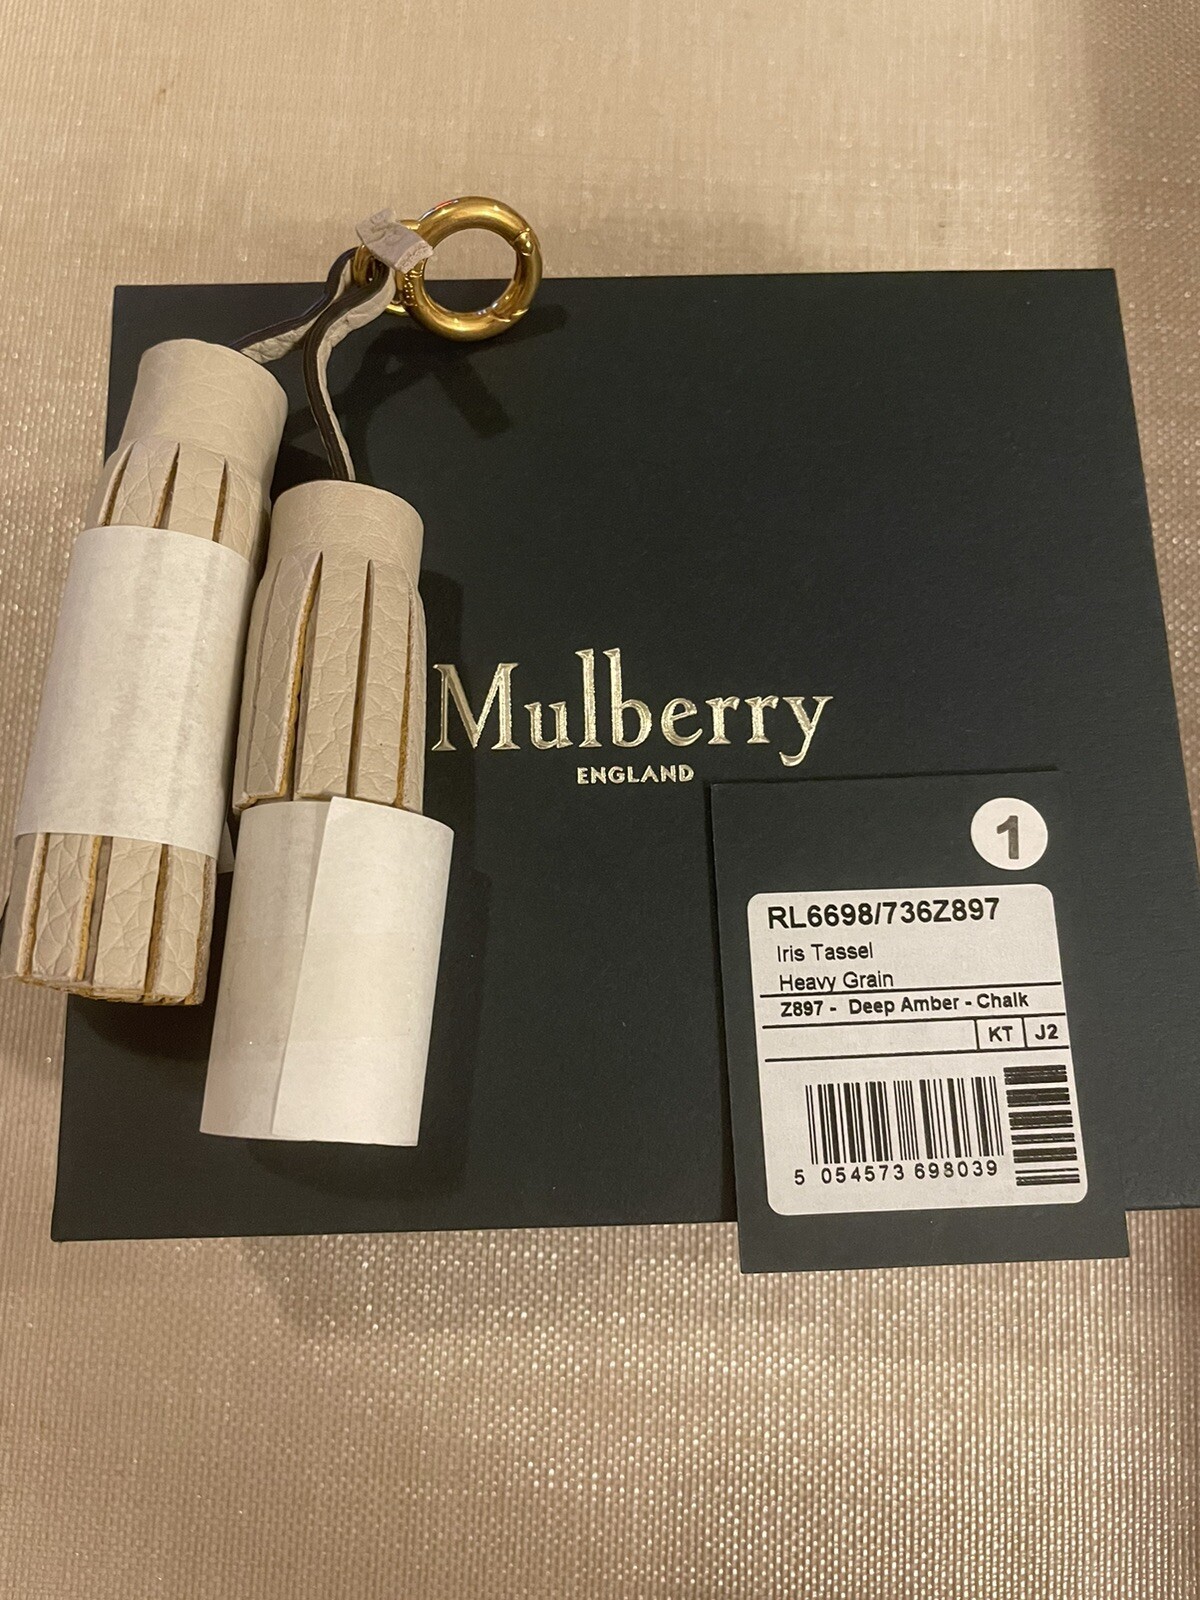 Mulberry
ENGLAND
1
RL6698/736Z897
Iris Tassel
Heavy Grain
Z897 - Deep Amber - Chalk
KT J2
5 054573 698039